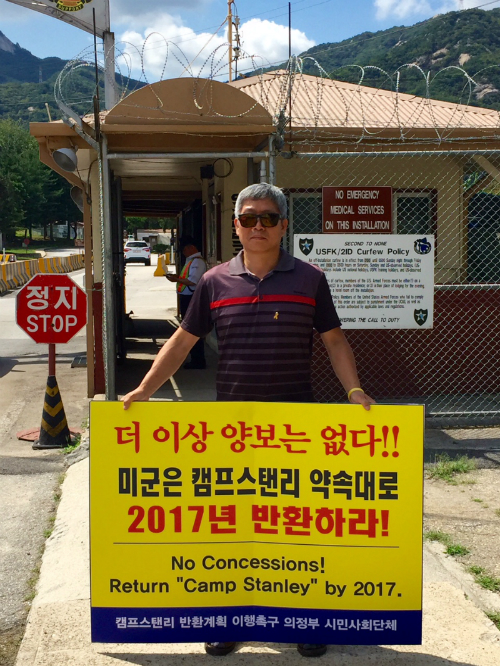 SUPPORT
NO EMERGENCY
MEDICAL SERVICES
ON THIS INSTALLATION
SECOND TO NONE
USFK/2ID Curfew Policy
정지
STOP
더 이상 양보는 없다!!
미군은 캠프스탠리 약속대로
2017년 반환하라!
No Concessions!
Return "Camp Stanley" by 2017.
캠프스탠리 반환계획 이행촉구 의정부 시민사회단체